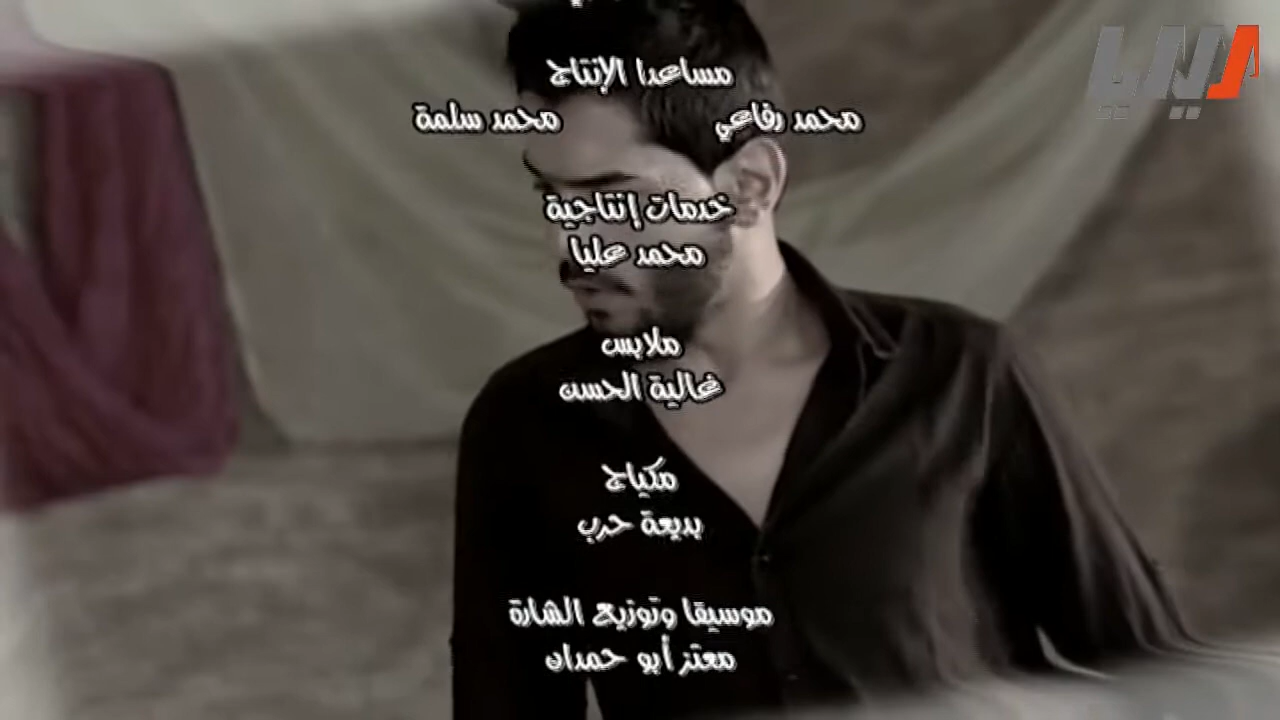 مساعدا الإنتاج
محمد رفاعي محمد سلمة
خدمات إنتاجية
محمد عليا
ملابس
غالية الحسن
مكياج
بديعة حرب
موسيقا وتوزيع الشارة
معتز أبو حمدان